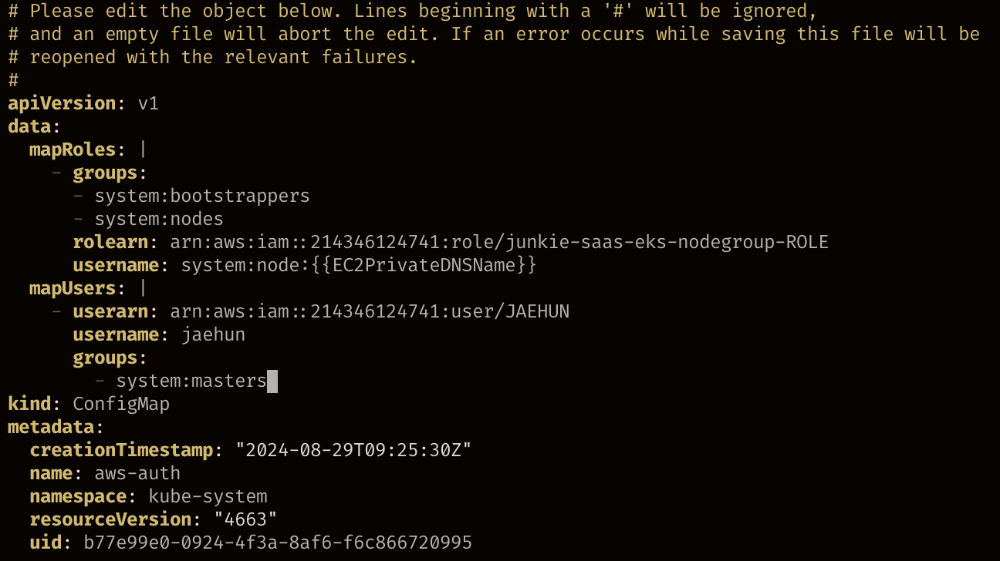 # Please edit the object below. Lines beginning with a '#' will be ignored,
# and an empty file will abort the edit. If an error occurs while saving this file will be
# reopened with the relevant failures.
#
apiVersion: v1
data:
  mapRoles: |
    - groups:
      - system:bootstrappers
      - system:nodes
      rolearn: arn:aws:iam::214346124741:role/junkie-saas-eks-nodegroup-ROLE
      username: system:node:{{EC2PrivateDNSName}}
  mapUsers: |
    - userarn: arn:aws:iam::214346124741:user/JAEHUN
      username: jaehun
      groups:
        - system:masters
kind: ConfigMap
metadata:
  creationTimestamp: "2024-08-29T09:25:30Z"
  name: aws-auth
  namespace: kube-system
  resourceVersion: "4663"
  uid: b77e99e0-0924-4f3a-8af6-f6c866720995